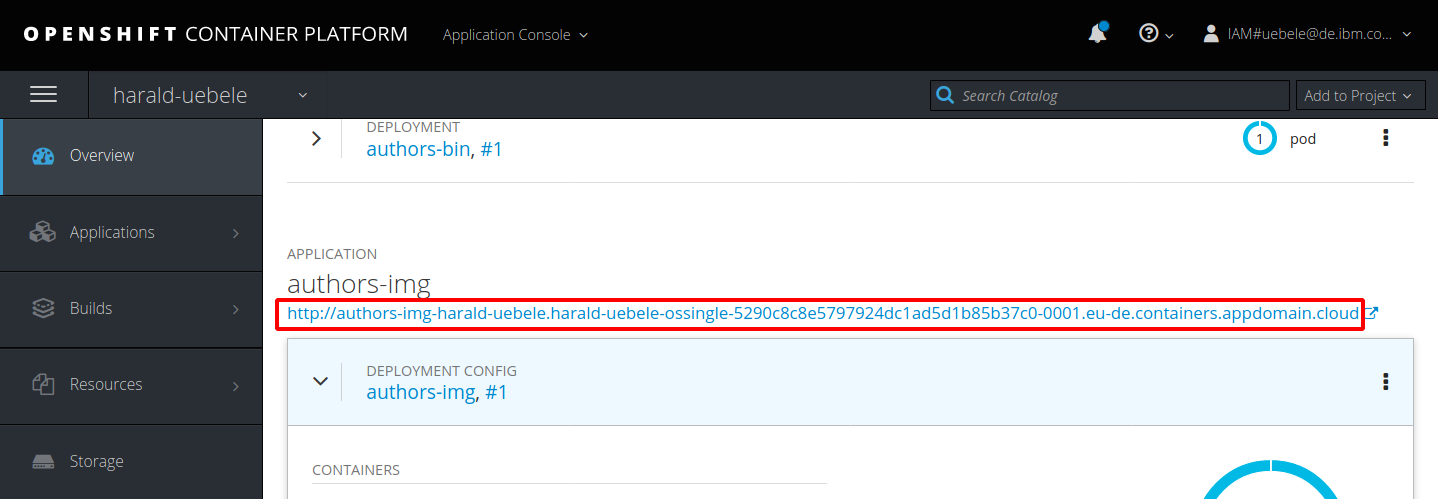 OPENSHIFT CONTAINER PLATFORM
Application Console
IAM#uebele@de.ibm.co...
harald-uebele
Search Catalog
Add to Project
Overview
Applications
Builds
Resources
Storage
DEPLOYMENT
authors-bin, #1
1 pod
APPLICATION
authors-img
http://authors-img-harald-uebele.harald-uebele-ossingle-5290c8c8e5797924dc1ad5d1b85b37c0-0001.eu-de.containers.appdomain.cloud
DEPLOYMENT CONFIG
authors-img, #1
CONTAINERS